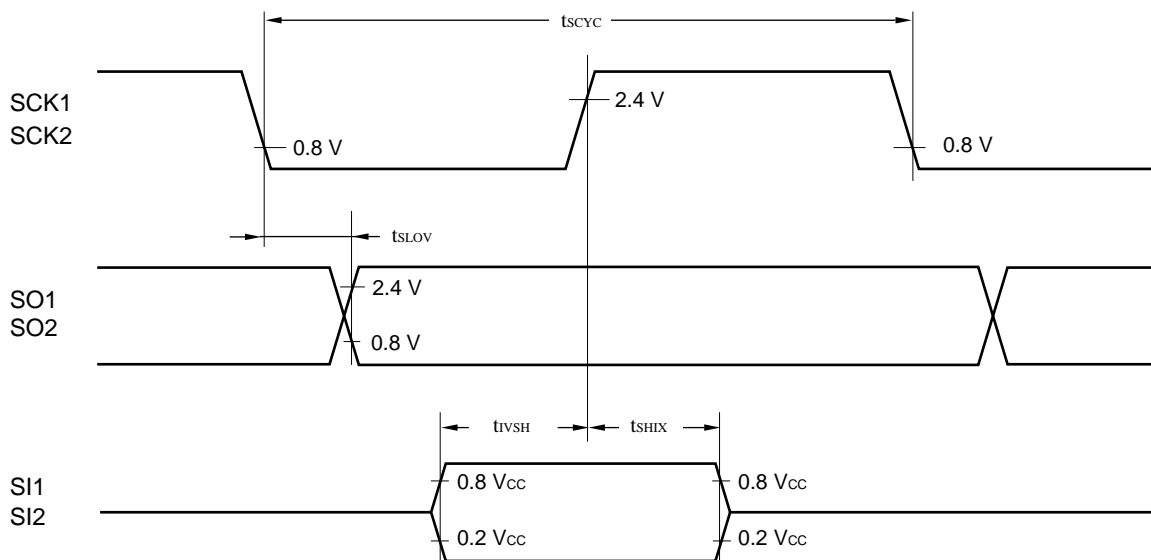 tSCYC
SCK1
SCK2
2.4 V
0.8 V
0.8 V
tSLOV
SO1
SO2
2.4 V
0.8 V
tIVSH
tSHIX
SI1
SI2
0.8 VCC
0.8 VCC
0.2 VCC
0.2 VCC